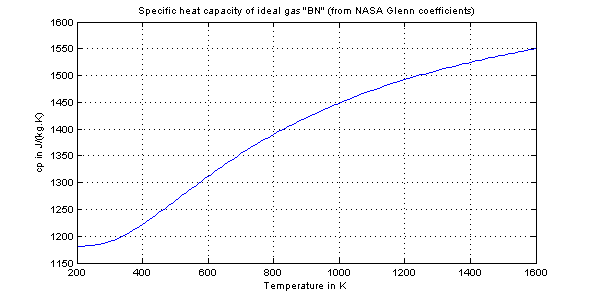 Specific heat capacity of ideal gas "BN" (from NASA Glenn coefficients)
1600
1550
1500
1450
1400
1350
1300
1250
1200
1150
cp in J/(kg.K)
200 400 600 800 1000 1200 1400 1600
Temperature in K